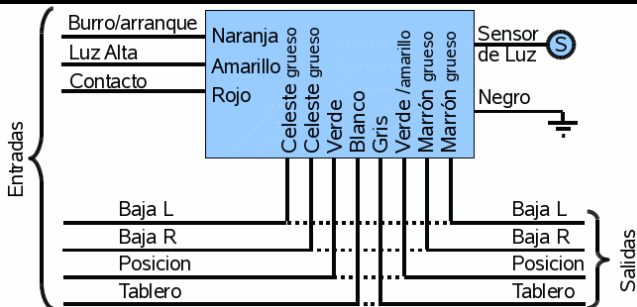 Burro/arranque
Luz Alta
Contacto
Naranja
Amarillo
Rojo
Sensor
de Luz
S
Negro
Celeste grueso
Celeste grueso
Verde
Blanco
Gris
Verde/amarillo
Marrón grueso
Marrón grueso
Entradas
Baja L
Baja R
Posicion
Tablero
Baja L
Baja R
Posicion
Tablero
Salidas